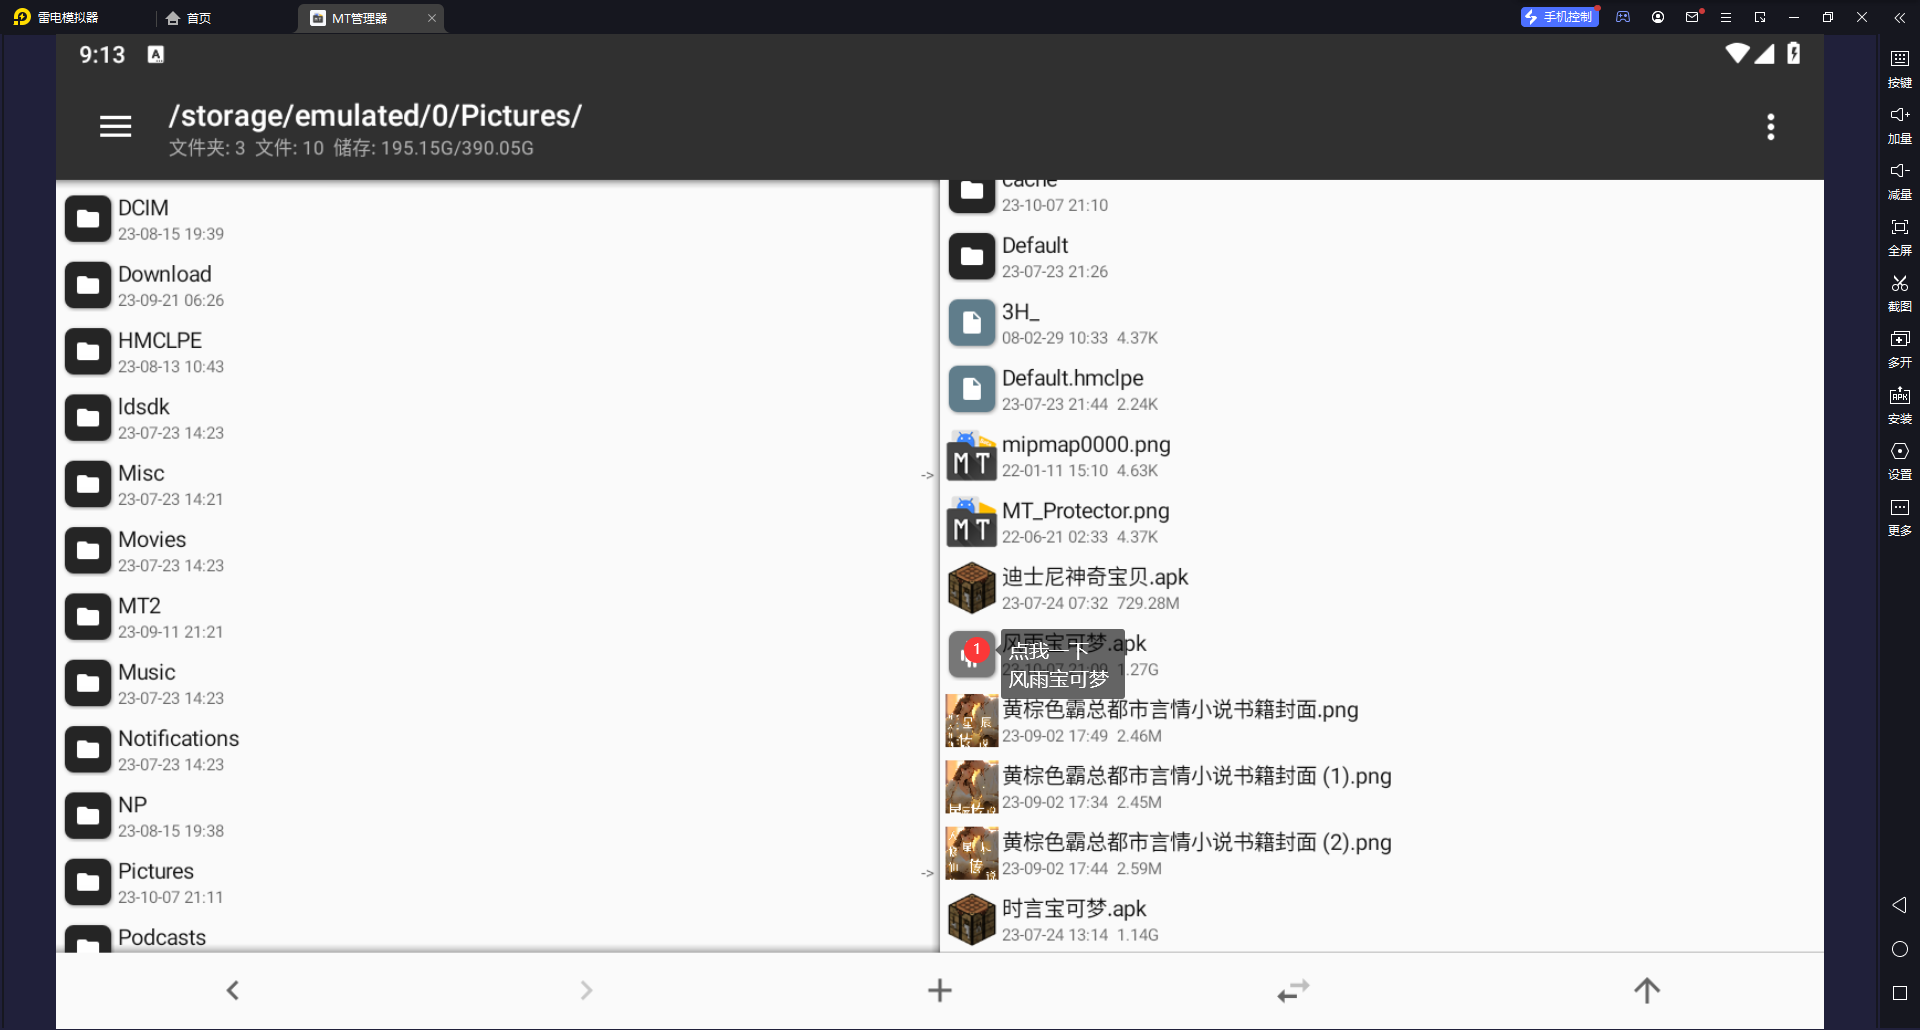 雷电模拟器
首页
MT管理器
手机控制
9:13
/storage/emulated/0/Pictures/
文件夹: 3 文件: 10 储存: 195.15G/390.05G
DCIM
23-08-15 19:39
Download
23-09-21 06:26
HMCLPE
23-08-13 10:43
ldsdk
23-07-23 14:23
Misc
23-07-23 14:21
Movies
23-07-23 14:23
MT2
23-09-11 21:21
Music
23-07-23 14:23
Notifications
23-07-23 14:23
NP
23-08-15 19:38
Pictures
23-10-07 21:11
Podcasts
->
->
cache
23-10-07 21:10
Default
23-07-23 21:26
3H_
08-02-29 10:33 4.37K
Default.hmclpe
23-07-23 21:44 2.24K
MT
mipmap0000.png
22-01-11 15:10 4.63K
MT
MT_Protector.png
22-06-21 02:33 4.37K
迪士尼神奇宝贝.apk
23-07-24 07:32 729.28M
风雨宝可梦.apk
23-10-07 21:09 1.27G
1
点我一下
风雨宝可梦
黄棕色霸总都市言情小说书籍封面.png
23-09-02 17:49 2.46M
黄棕色霸总都市言情小说书籍封面 (1).png
23-09-02 17:34 2.45M
黄棕色霸总都市言情小说书籍封面 (2).png
23-09-02 17:44 2.59M
时言宝可梦.apk
23-07-24 13:14 1.14G
按键
加量
减量
全屏
截图
多开
APK
安装
设置
更多